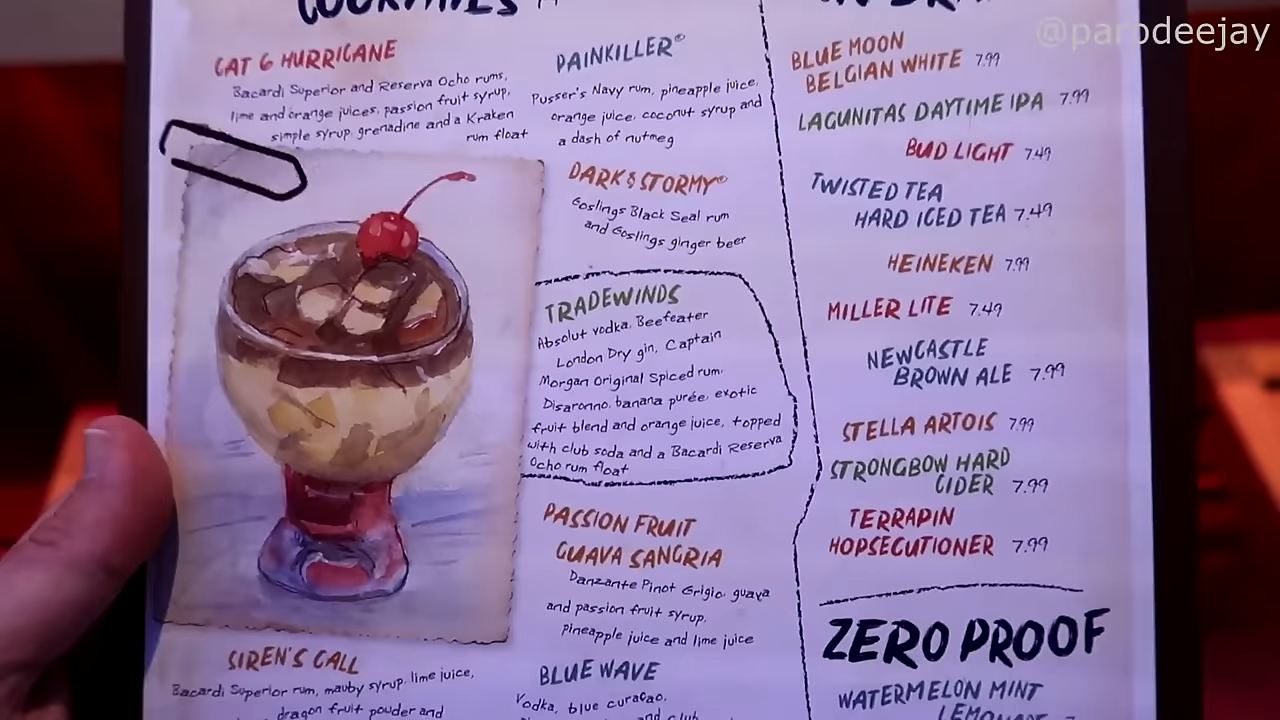 @parodeejay
COCKTAILS
CAT 6 HURRICANE
Bacardi Superior and Reserva Ocho rums,
lime and orange juices, passion fruit syrup,
simple syrup, grenadine and a Kraken
rum float
SIREN'S CALL
Bacardi Superior rum, mauby syrup, lime juice,
dragon fruit powder and
PAINKILLER®
Pusser's Navy rum, pineapple juice,
orange juice, coconut syrup and
a dash of nutmeg
DARK & STORMY®
Goslings Black Seal rum
and Goslings ginger beer
TRADEWINDS
Absolut vodka, Beefeater
London Dry gin, Captain
Morgan Original Spiced rum,
Disaronno, banana purée, exotic
fruit blend and orange juice, topped
with club soda and a Bacardi Reserva
Ocho rum float
PASSION FRUIT
GUAVA SANGRIA
Danzante Pinot Grigio, guava
and passion fruit syrup,
pineapple juice and lime juice
BLUE WAVE
Vodka, blue curaçao,
and club
BLUE MOON
BELGIAN WHITE 7.99
LAGUNITAS DAYTIME IPA 7.99
BUD LIGHT 7.49
TWISTED TEA
HARD ICED TEA 7.49
HEINEKEN 7.99
MILLER LITE 7.49
NEWCASTLE
BROWN ALE 7.99
STELLA ARTOIS 7.99
STRONGBOW HARD
CIDER 7.99
TERRAPIN
HOPSECUTIONER 7.99
ZERO PROOF
WATERMELON MINT
LEMONADE